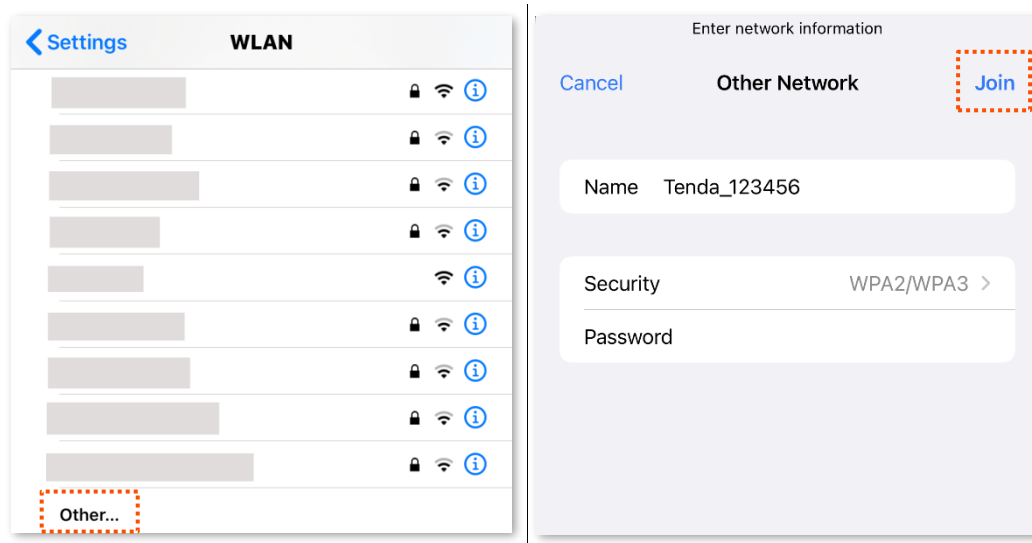 Settings
WLAN
Other...
Enter network information
Cancel
Other Network
Join
Name Tenda_123456
Security WPA2/WPA3
Password